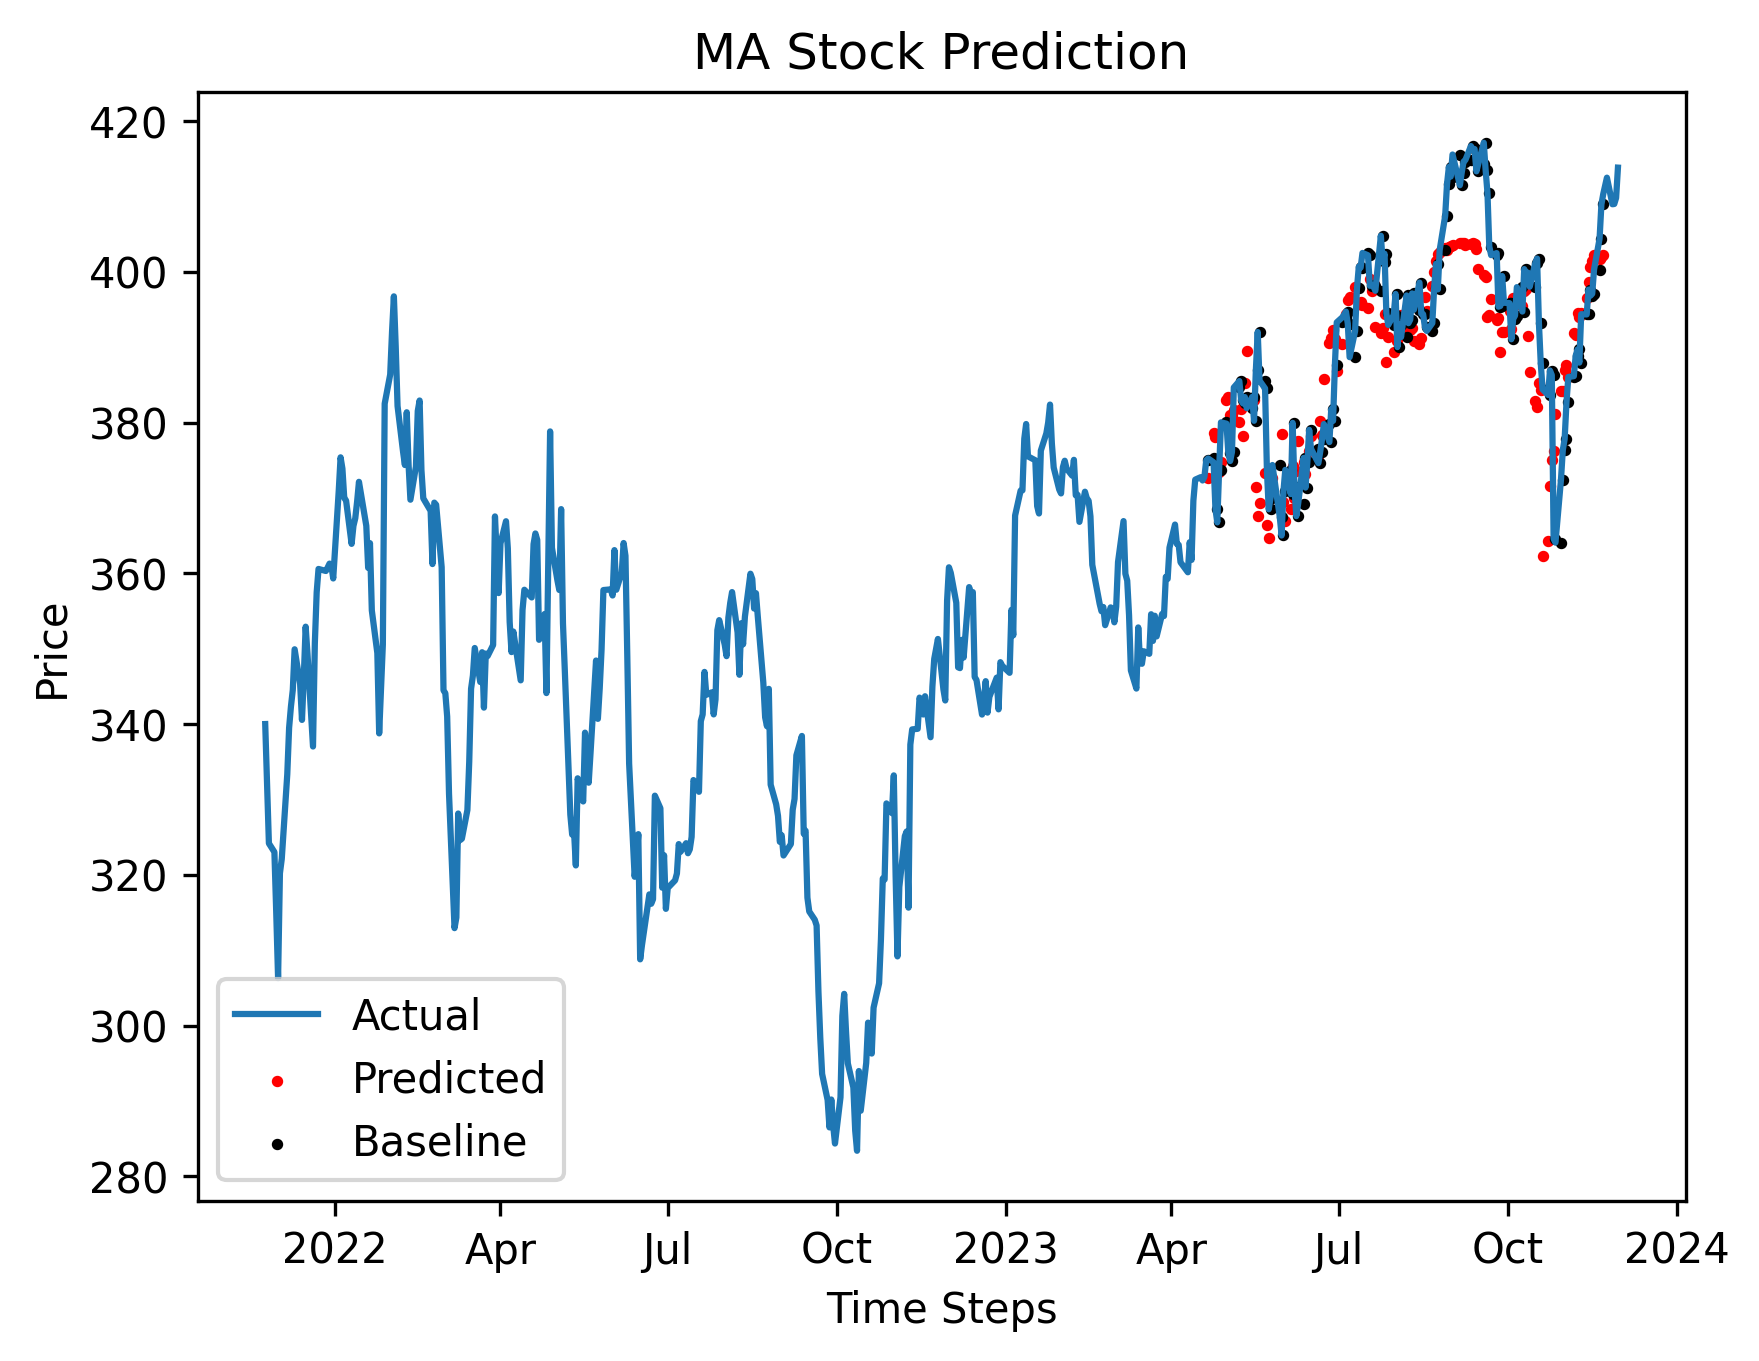 MA Stock Prediction
420
400
380
360
340
320
300
280
Price
Actual
Predicted
Baseline
2022
Apr
Jul
Oct
2023
Apr
Jul
Oct
2024
Time Steps